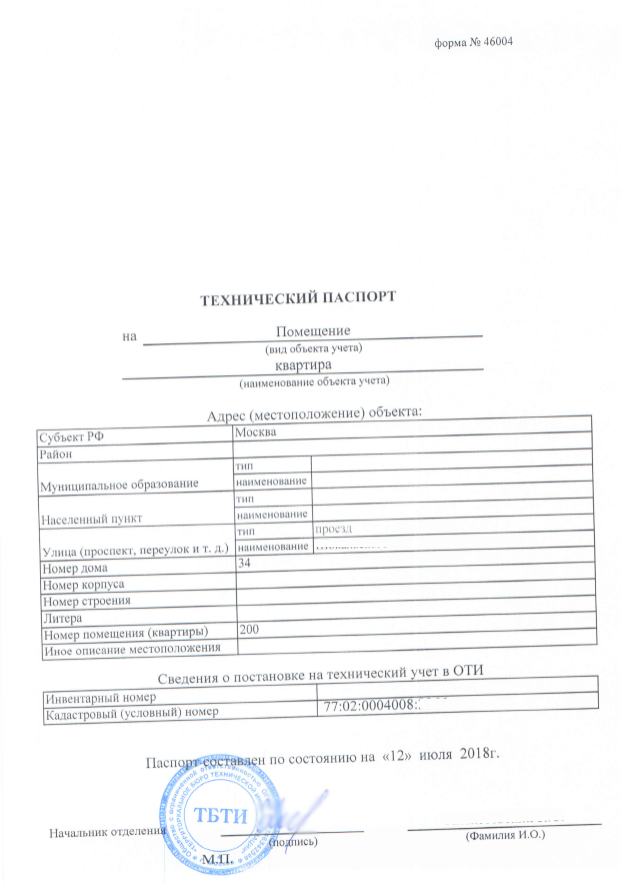 форма № 46004
ТЕХНИЧЕСКИЙ ПАСПОРТ
на Помещение
(вид объекта учета)
квартира
(наименование объекта учета)
Адрес (местоположение) объекта:
Субъект РФ Москва
Район
Муниципальное образование тип
наименование
Населенный пункт тип
наименование
Улица (проспект, переулок и т. д.) тип проезд
наименование
Номер дома 34
Номер корпуса
Номер строения
Литера
Номер помещения (квартиры) 200
Иное описание местоположения
Сведения о постановке на технический учет в ОТИ
Инвентарный номер
Кадастровый (условный) номер 77:02:0004008:
Паспорт составлен по состоянию на «12» июля 2018г.
ТБТИ
Начальник отделения
(подпись) (Фамилия И.О.)
М.П.